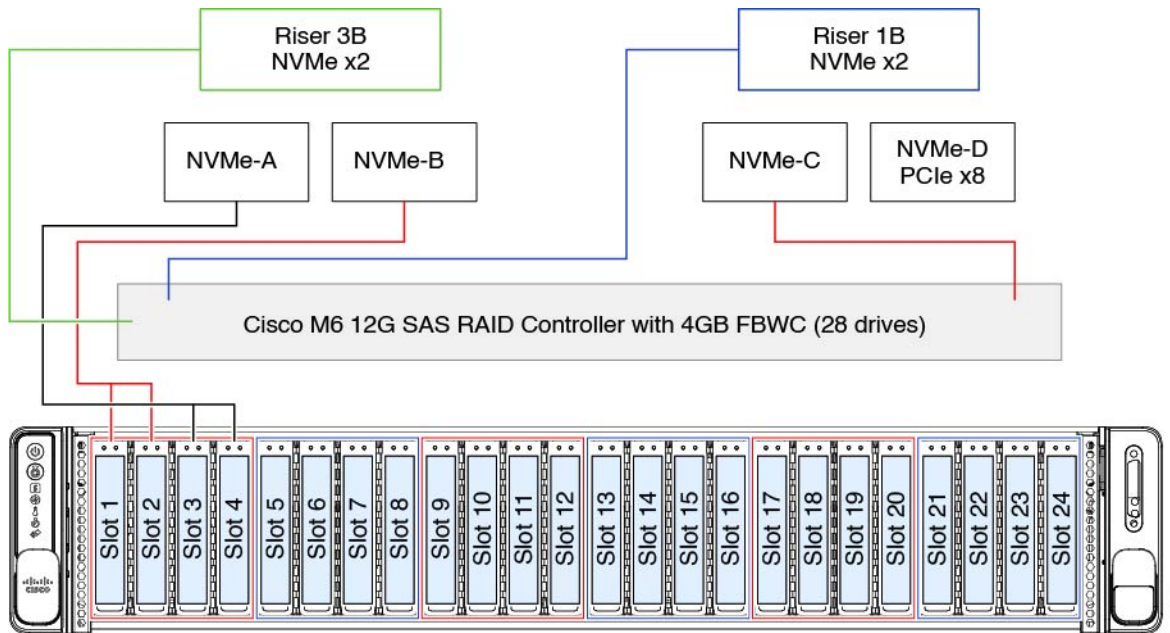 Riser 3B
NVMe x2
Riser 1B
NVMe x2
NVMe-A
NVMe-B
NVMe-C
NVMe-D
PCIe x8
Cisco M6 12G SAS RAID Controller with 4GB FBWC (28 drives)
Slot 1
Slot 2
Slot 3
Slot 4
Slot 5
Slot 6
Slot 7
Slot 8
Slot 9
Slot 10
Slot 11
Slot 12
Slot 13
Slot 14
Slot 15
Slot 16
Slot 17
Slot 18
Slot 19
Slot 20
Slot 21
Slot 22
Slot 23
Slot 24
CISCO